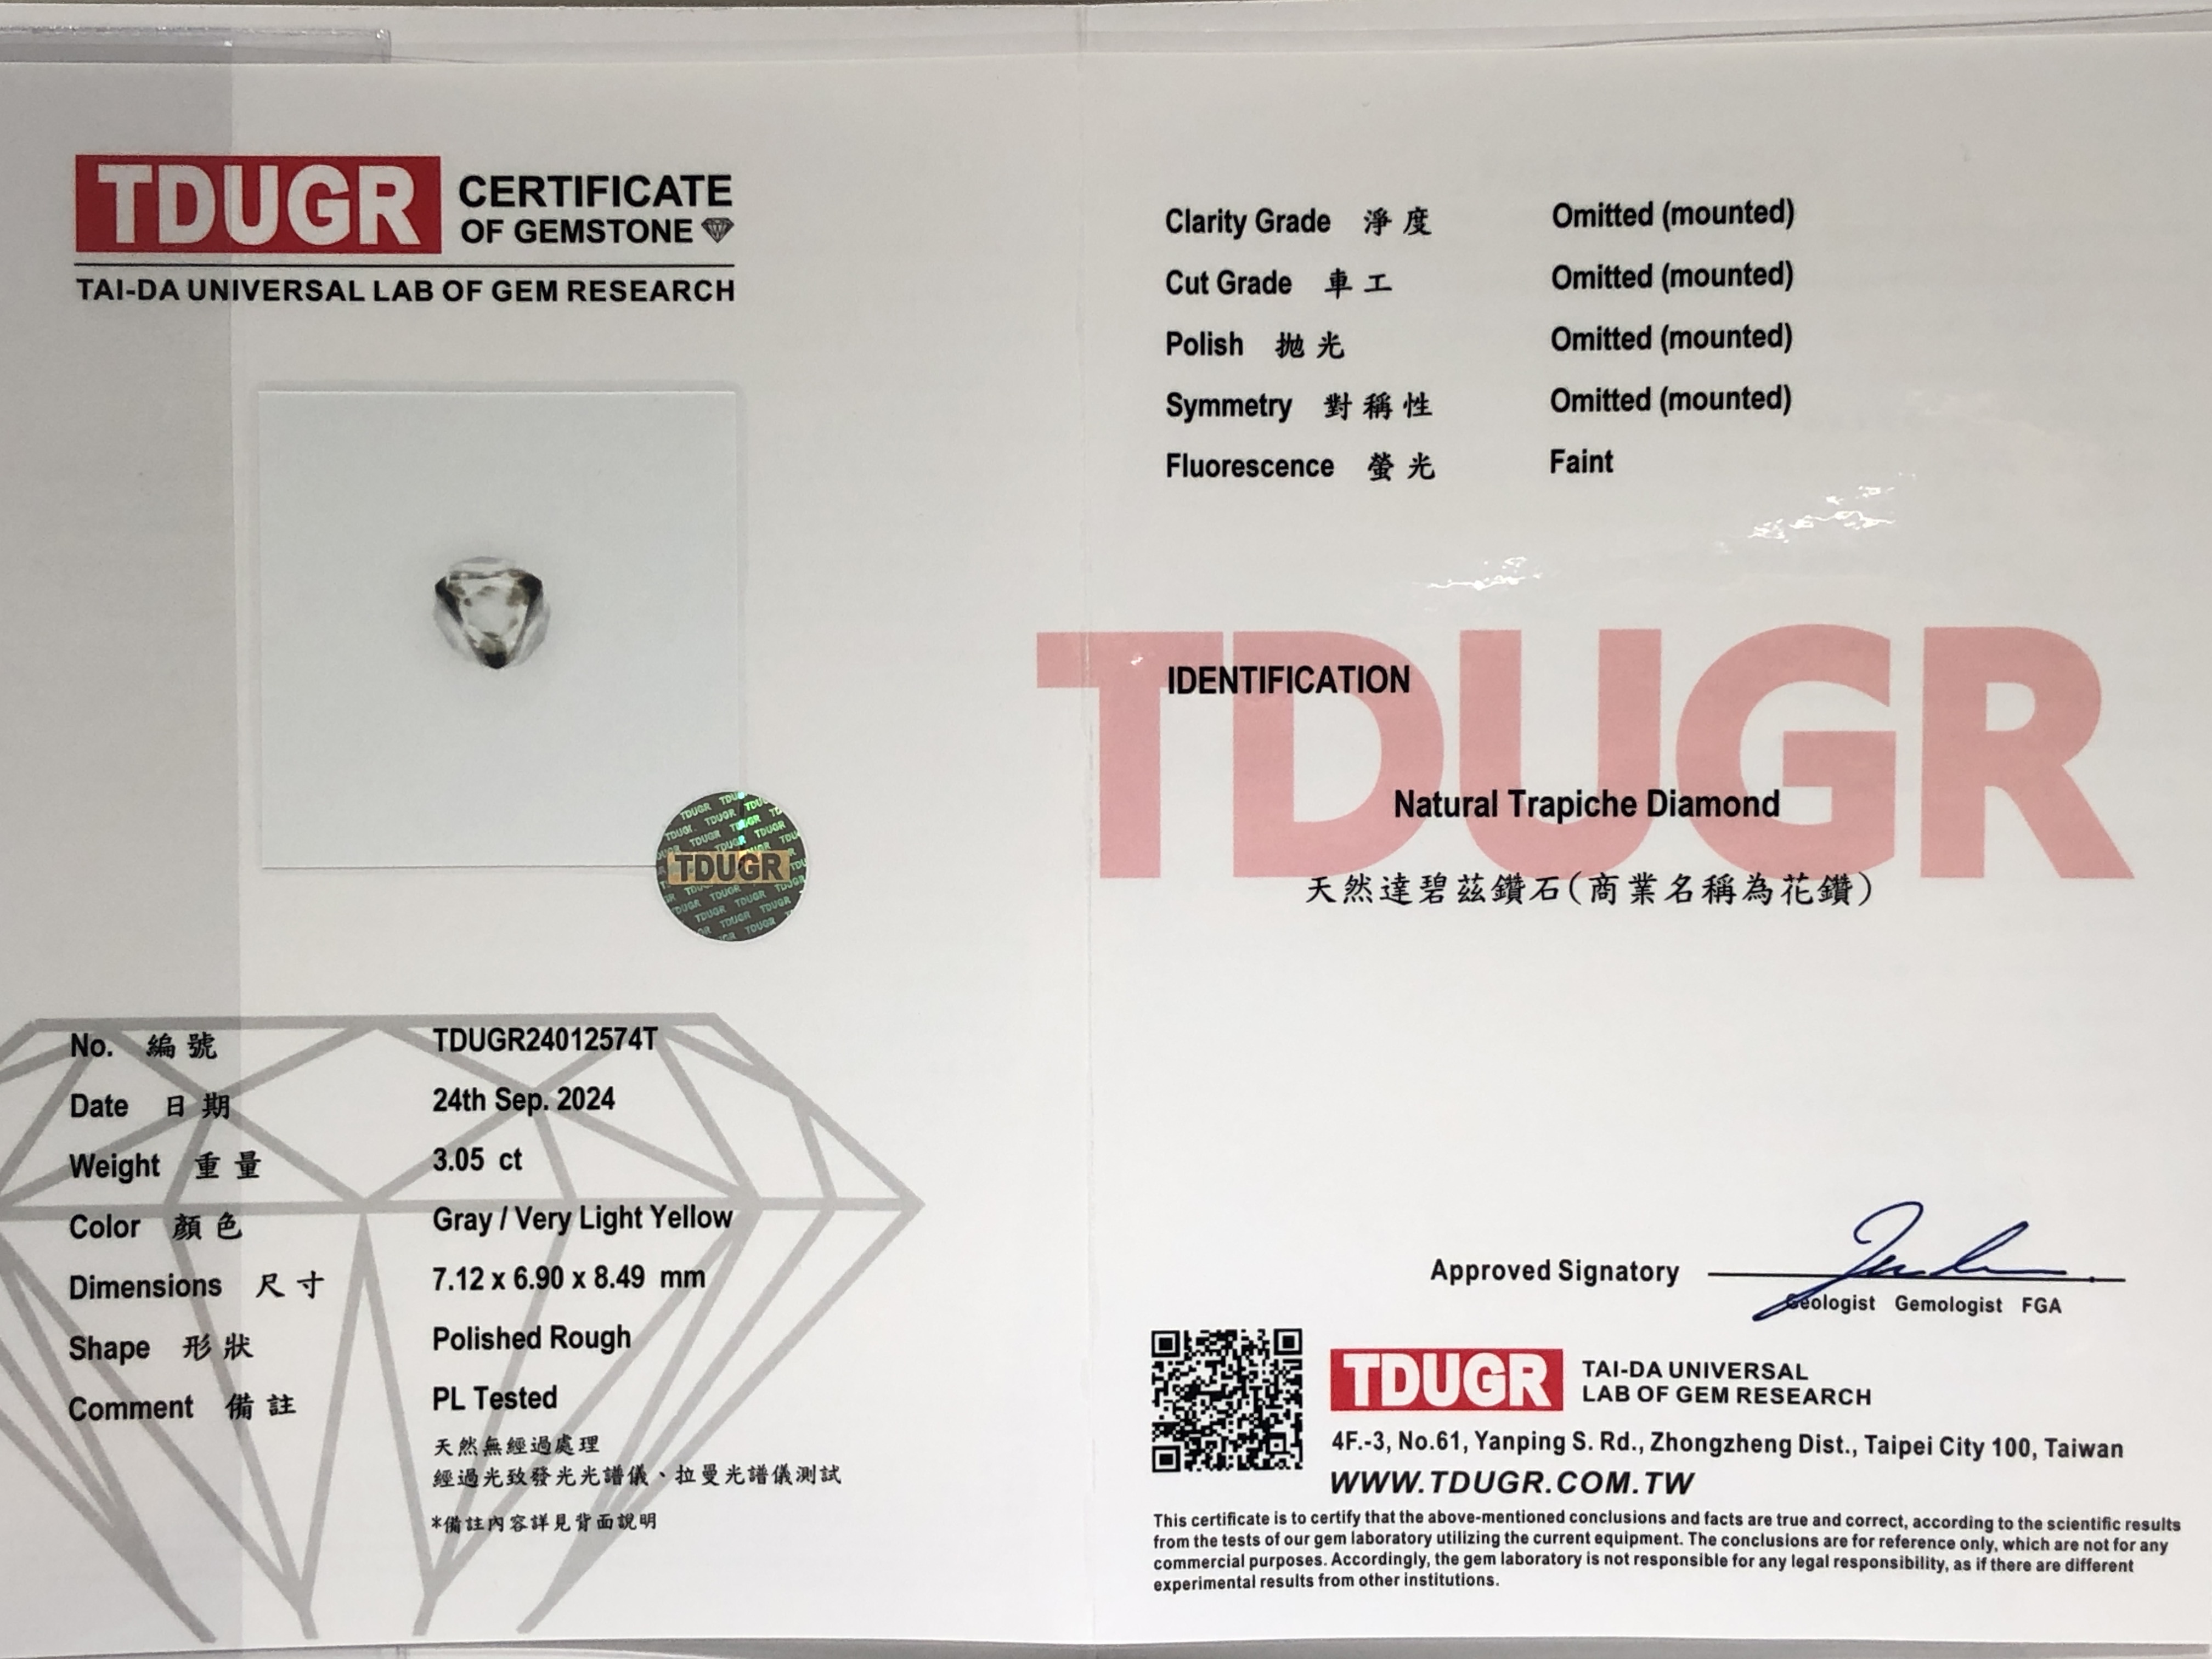 TDUGR CERTIFICATE
OF GEMSTONE
TAI-DA UNIVERSAL LAB OF GEM RESEARCH
TDUGR
No. 編號 TDUGR24012574T
Date 日期 24th Sep. 2024
Weight 重量 3.05 ct
Color 顏色 Gray / Very Light Yellow
Dimensions 尺寸 7.12 x 6.90 x 8.49 mm
Shape 形狀 Polished Rough
Comment 備註 PL Tested
天然無經過處理
經過光致發光光譜儀、拉曼光譜儀測試
*備註內容詳見背面說明
Clarity Grade 淨度 Omitted (mounted)
Cut Grade 車工 Omitted (mounted)
Polish 拋光 Omitted (mounted)
Symmetry 對稱性 Omitted (mounted)
Fluorescence 螢光 Faint
TDUGR
IDENTIFICATION
Natural Trapiche Diamond
天然達碧茲鑽石(商業名稱為花鑽)
Approved Signatory
Geologist Gemologist FGA
TDUGR TAI-DA UNIVERSAL
LAB OF GEM RESEARCH
4F.-3, No.61, Yanping S. Rd., Zhongzheng Dist., Taipei City 100, Taiwan
WWW.TDUGR.COM.TW
This certificate is to certify that the above-mentioned conclusions and facts are true and correct, according to the scientific results
from the tests of our gem laboratory utilizing the current equipment. The conclusions are for reference only, which are not for any
commercial purposes. Accordingly, the gem laboratory is not responsible for any legal responsibility, as if there are different
experimental results from other institutions.